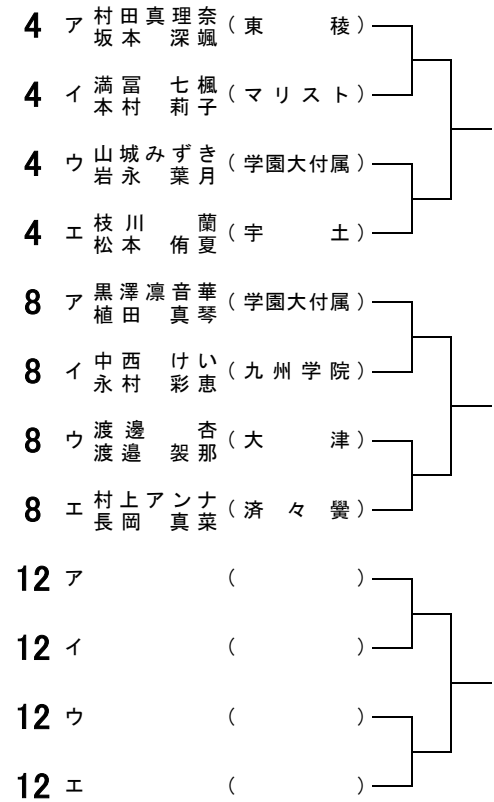 4 ア 村田真理奈 (東稜)
坂本深颯
4 イ 満冨七楓 (マリスト)
本村莉子
4 ウ 山城みずき (学園大付属)
岩永葉月
4 エ 枝川蘭 (宇土)
松本侑夏
8 ア 黒澤凛音華 (学園大付属)
植田真琴
8 イ 中西けい (九州学院)
永村彩恵
8 ウ 渡邊杏 (大津)
渡邉袈那
8 エ 村上アンナ (済々黌)
長岡真菜
12 ア ( )
12 イ ( )
12 ウ ( )
12 エ ( )